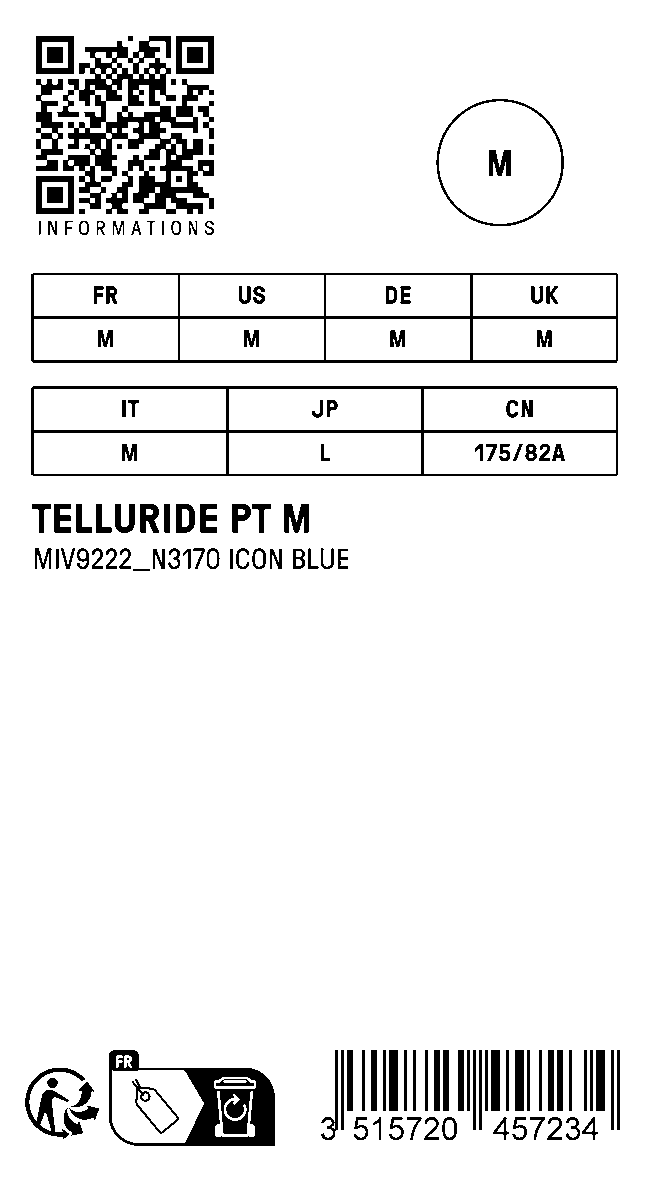 INFORMATIONS
M
FR US DE UK
M M M M
IT JP CN
M L 175/82A
TELLURIDE PT M
MIV9222_N3170 ICON BLUE
FR
3 515720 457234